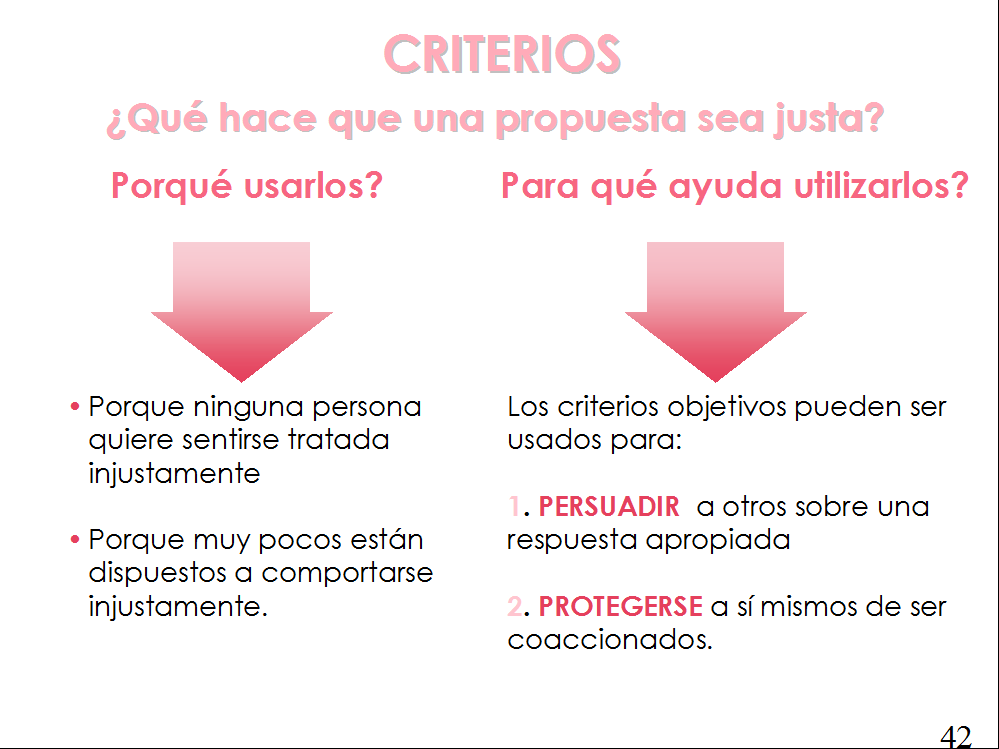 CRITERIOS
¿Qué hace que una propuesta sea justa?
Porqué usarlos?
Para qué ayuda utilizarlos?
• Porque ninguna persona
quiere sentirse tratada
injustamente
• Porque muy pocos están
dispuestos a comportarse
injustamente.
Los criterios objetivos pueden ser
usados para:
1. PERSUADIR a otros sobre una
respuesta apropiada
2. PROTEGERSE a sí mismos de ser
coaccionados.
42